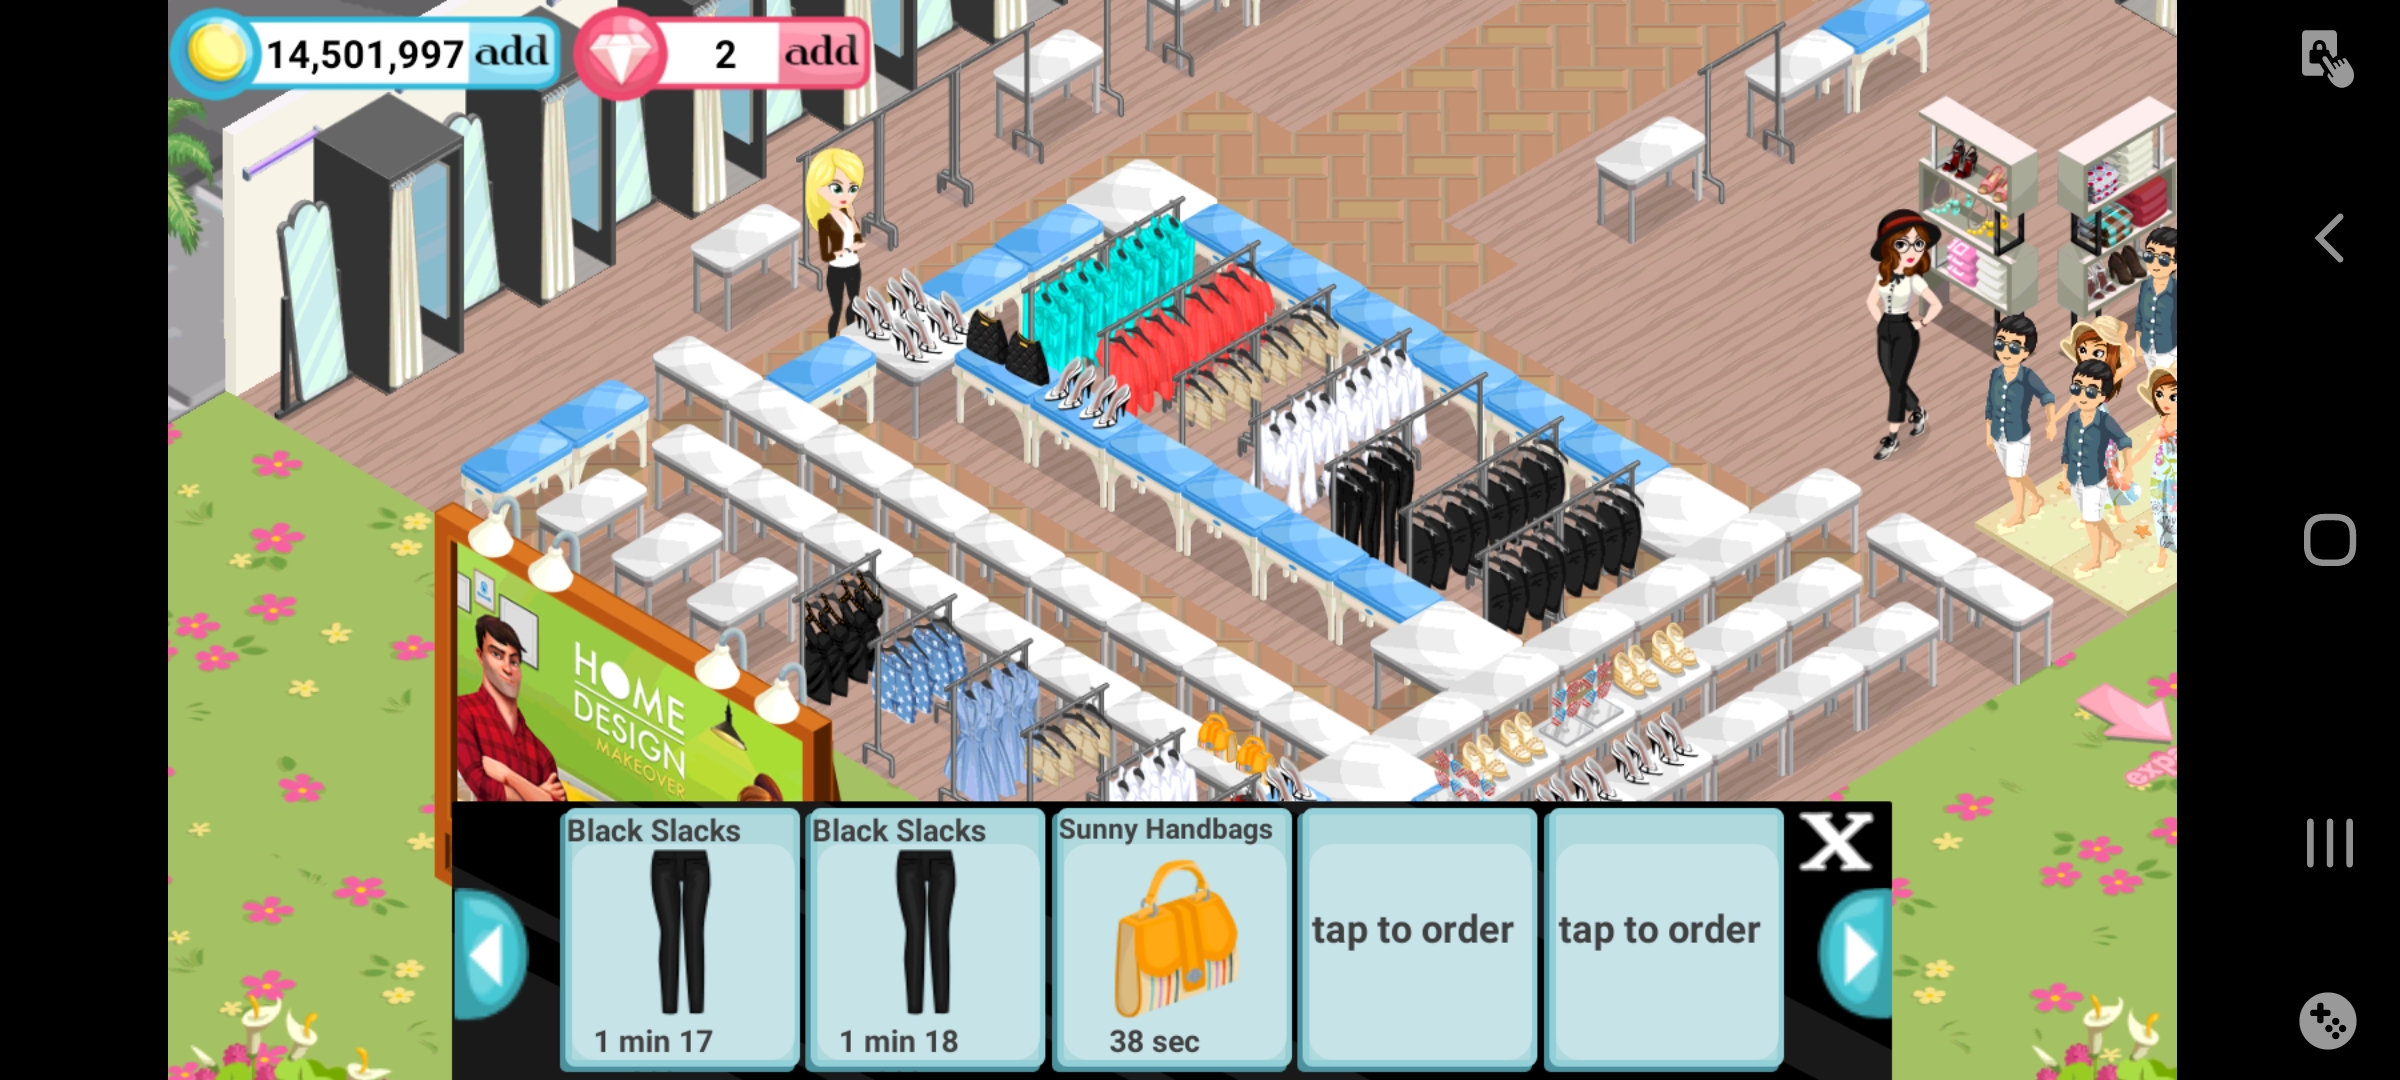 14,501,997 add
2 add
HOME
DESIGN
MAKEOVER
Black Slacks
1 min 17
Black Slacks
1 min 18
Sunny Handbags
38 sec
tap to order
tap to order
X